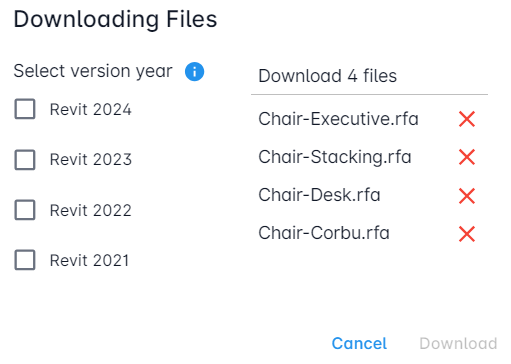 Downloading Files
Select version year
Revit 2024
Revit 2023
Revit 2022
Revit 2021
Download 4 files
Chair-Executive.rfa
Chair-Stacking.rfa
Chair-Desk.rfa
Chair-Corbu.rfa
Cancel
Download